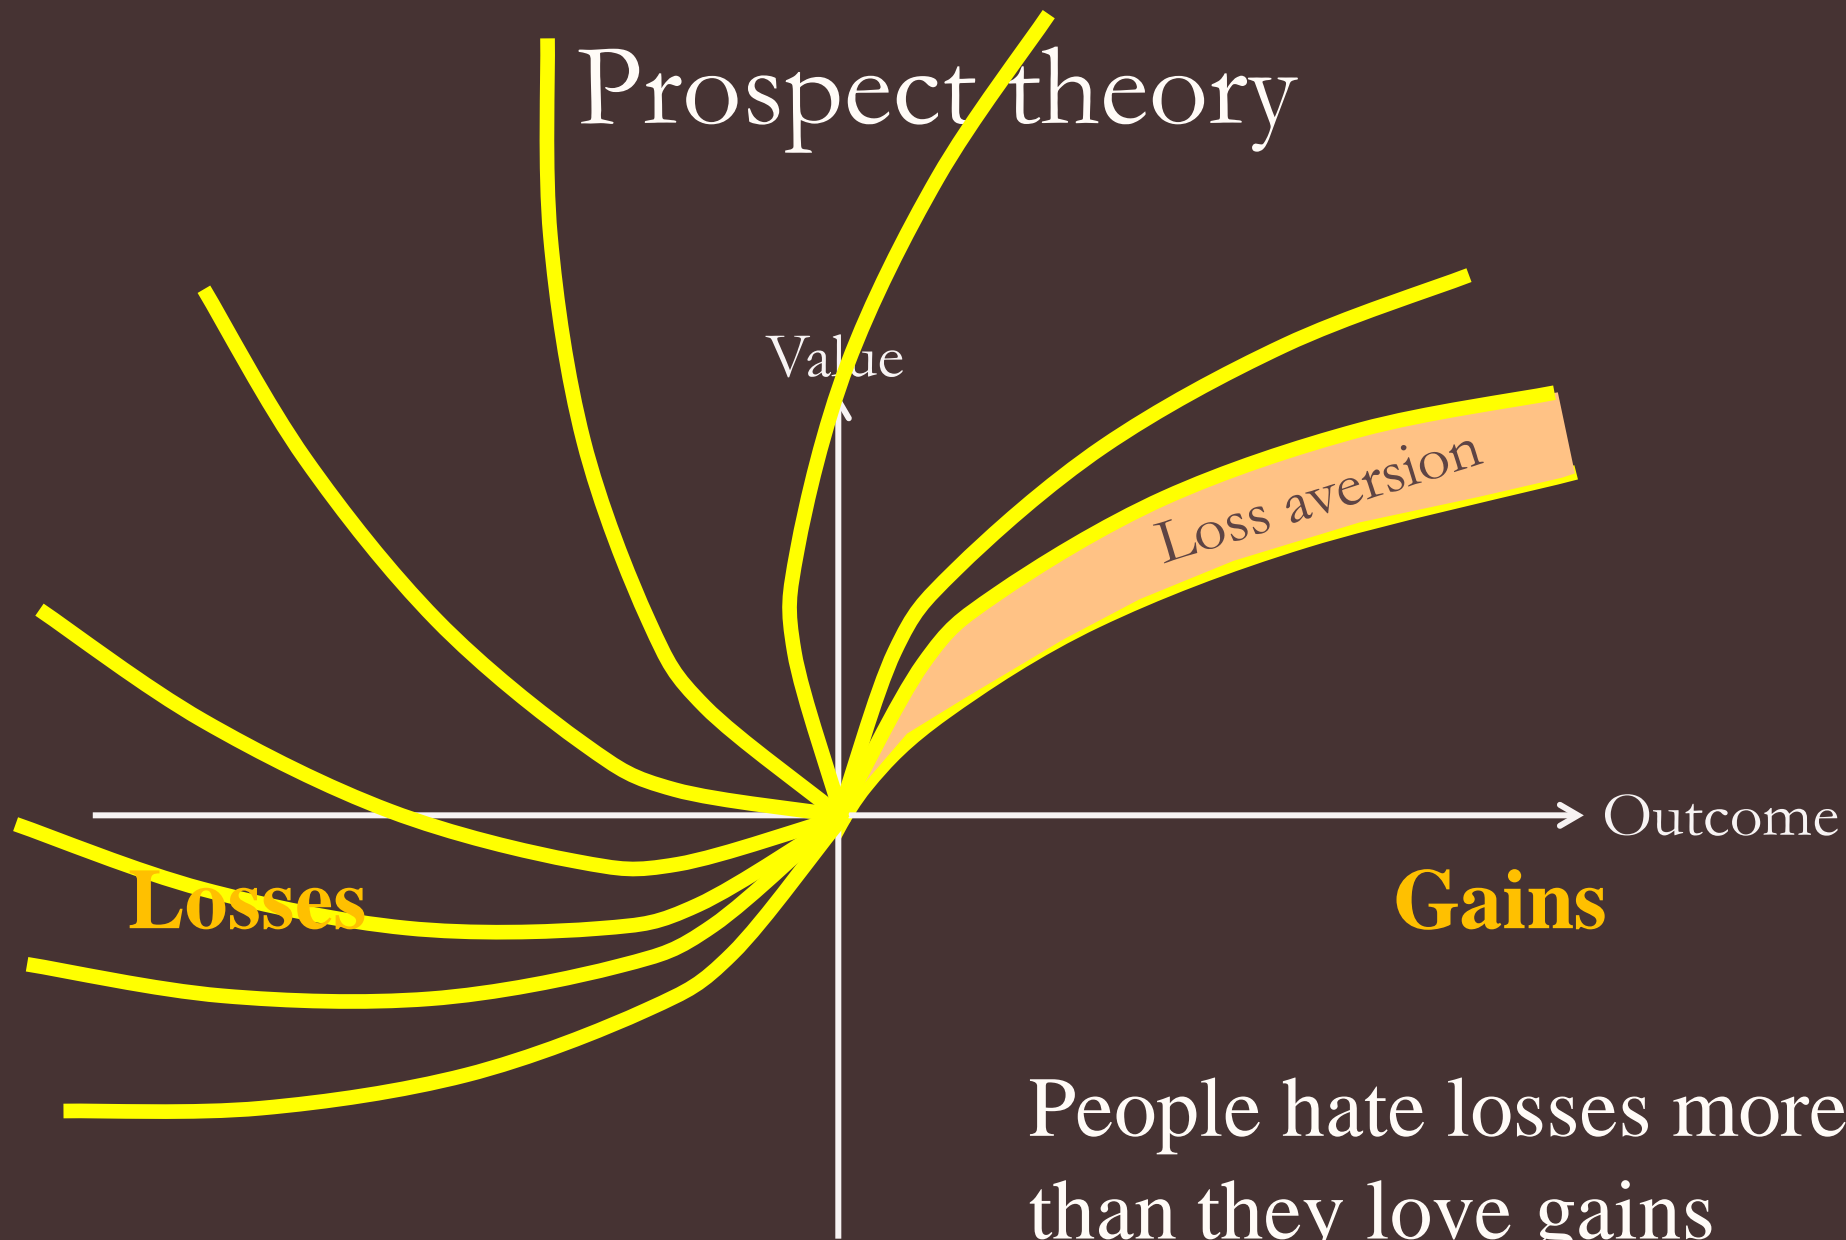 Prospect theory
Value
Loss aversion
Outcome
Losses
Gains
People hate losses more
than they love gains